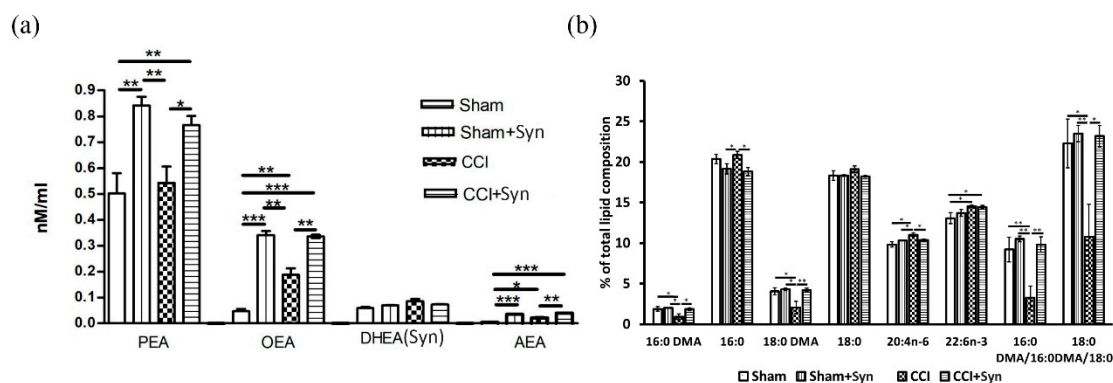 (a)
(b)
nM/ml
0.9
0.8
0.7
0.6
0.5
0.4
0.3
0.2
0.1
0.0
**
**
**
*
**
***
**
***
**
***
*
***
**
Sham
Sham+Syn
CCI
CCI+Syn
PEA
OEA
DHEA(Syn)
AEA
% of total lipid composition
30
25
20
15
10
5
0
*
*
*
*
*
*
*
**
*
*
*
*
*
*
**
**
**
*
**
*
16:0 DMA
16:0
18:0 DMA
18:0
20:4n-6
22:6n-3
16:0
DMA/16:0
18:0
DMA/18:0
Sham
Sham+Syn
CCI
CCI+Syn